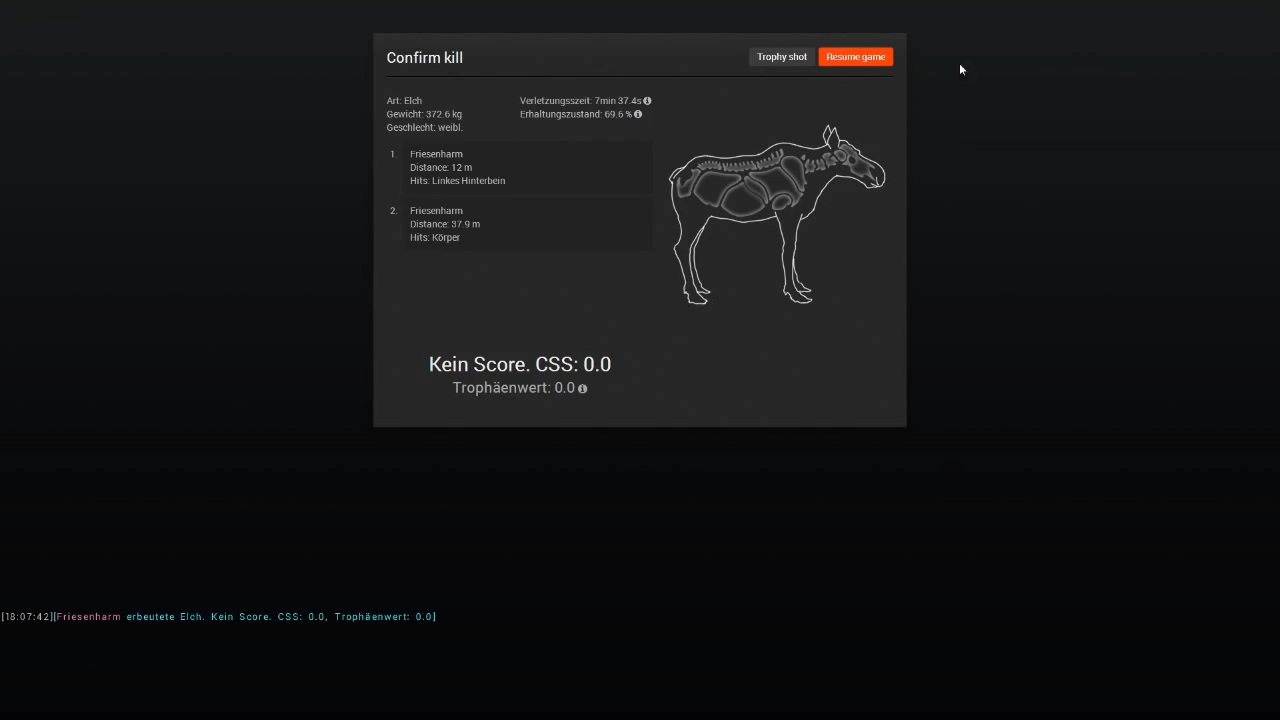 Confirm kill
Trophy shot
Resume game
Art: Elch
Gewicht: 372.6 kg
Geschlecht: weibl.
Verletzungsszeit: 7min 37.4s
Erhaltungszustand: 69.6 %
1. Friesenharm
Distance: 12 m
Hits: Linkes Hinterbein
2. Friesenharm
Distance: 37.9 m
Hits: Körper
Kein Score. CSS: 0.0
Trophäenwert: 0.0
[18:07:42][Friesenharm erbeutete Elch. Kein Score. CSS: 0.0, Trophäenwert: 0.0]